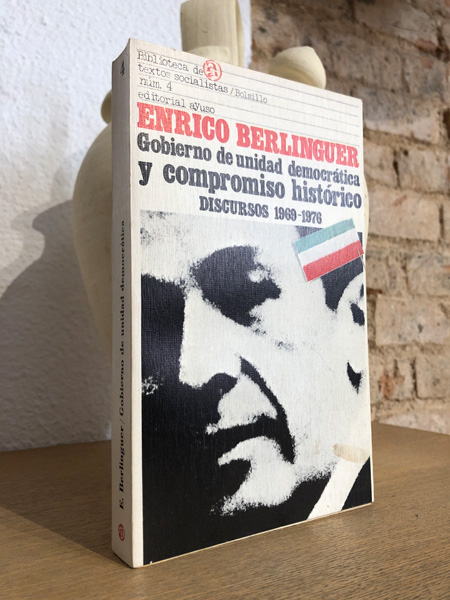 Biblioteca de a
textos socialistas/Bolsillo
núm. 4
editorial ayuso
ENRICO BERLINGUER
Gobierno de unidad democrática
y compromiso histórico
DISCURSOS 1969-1976
4
E. Berlinguer/Gobierno de unidad democrática